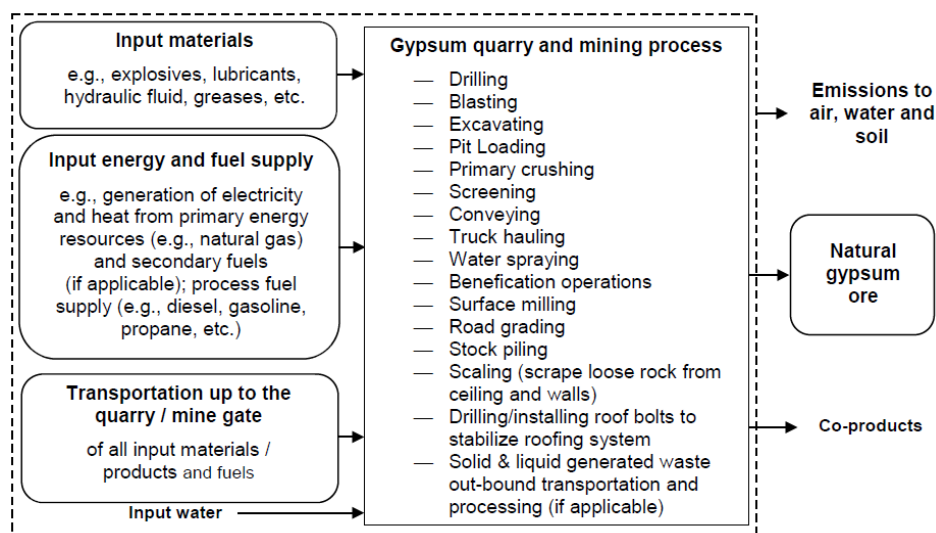 Input materials
e.g., explosives, lubricants,
hydraulic fluid, greases, etc.
Input energy and fuel supply
e.g., generation of electricity
and heat from primary energy
resources (e.g., natural gas)
and secondary fuels
(if applicable); process fuel
supply (e.g., diesel, gasoline,
propane, etc.)
Transportation up to the
quarry / mine gate
of all input materials /
products and fuels
Input water
Gypsum quarry and mining process
— Drilling
— Blasting
— Excavating
— Pit Loading
— Primary crushing
— Screening
— Conveying
— Truck hauling
— Water spraying
— Benefication operations
— Surface milling
— Road grading
— Stock piling
— Scaling (scrape loose rock from
ceiling and walls)
— Drilling/installing roof bolts to
stabilize roofing system
— Solid & liquid generated waste
out-bound transportation and
processing (if applicable)
Emissions to
air, water and
soil
Natural
gypsum
ore
Co-products